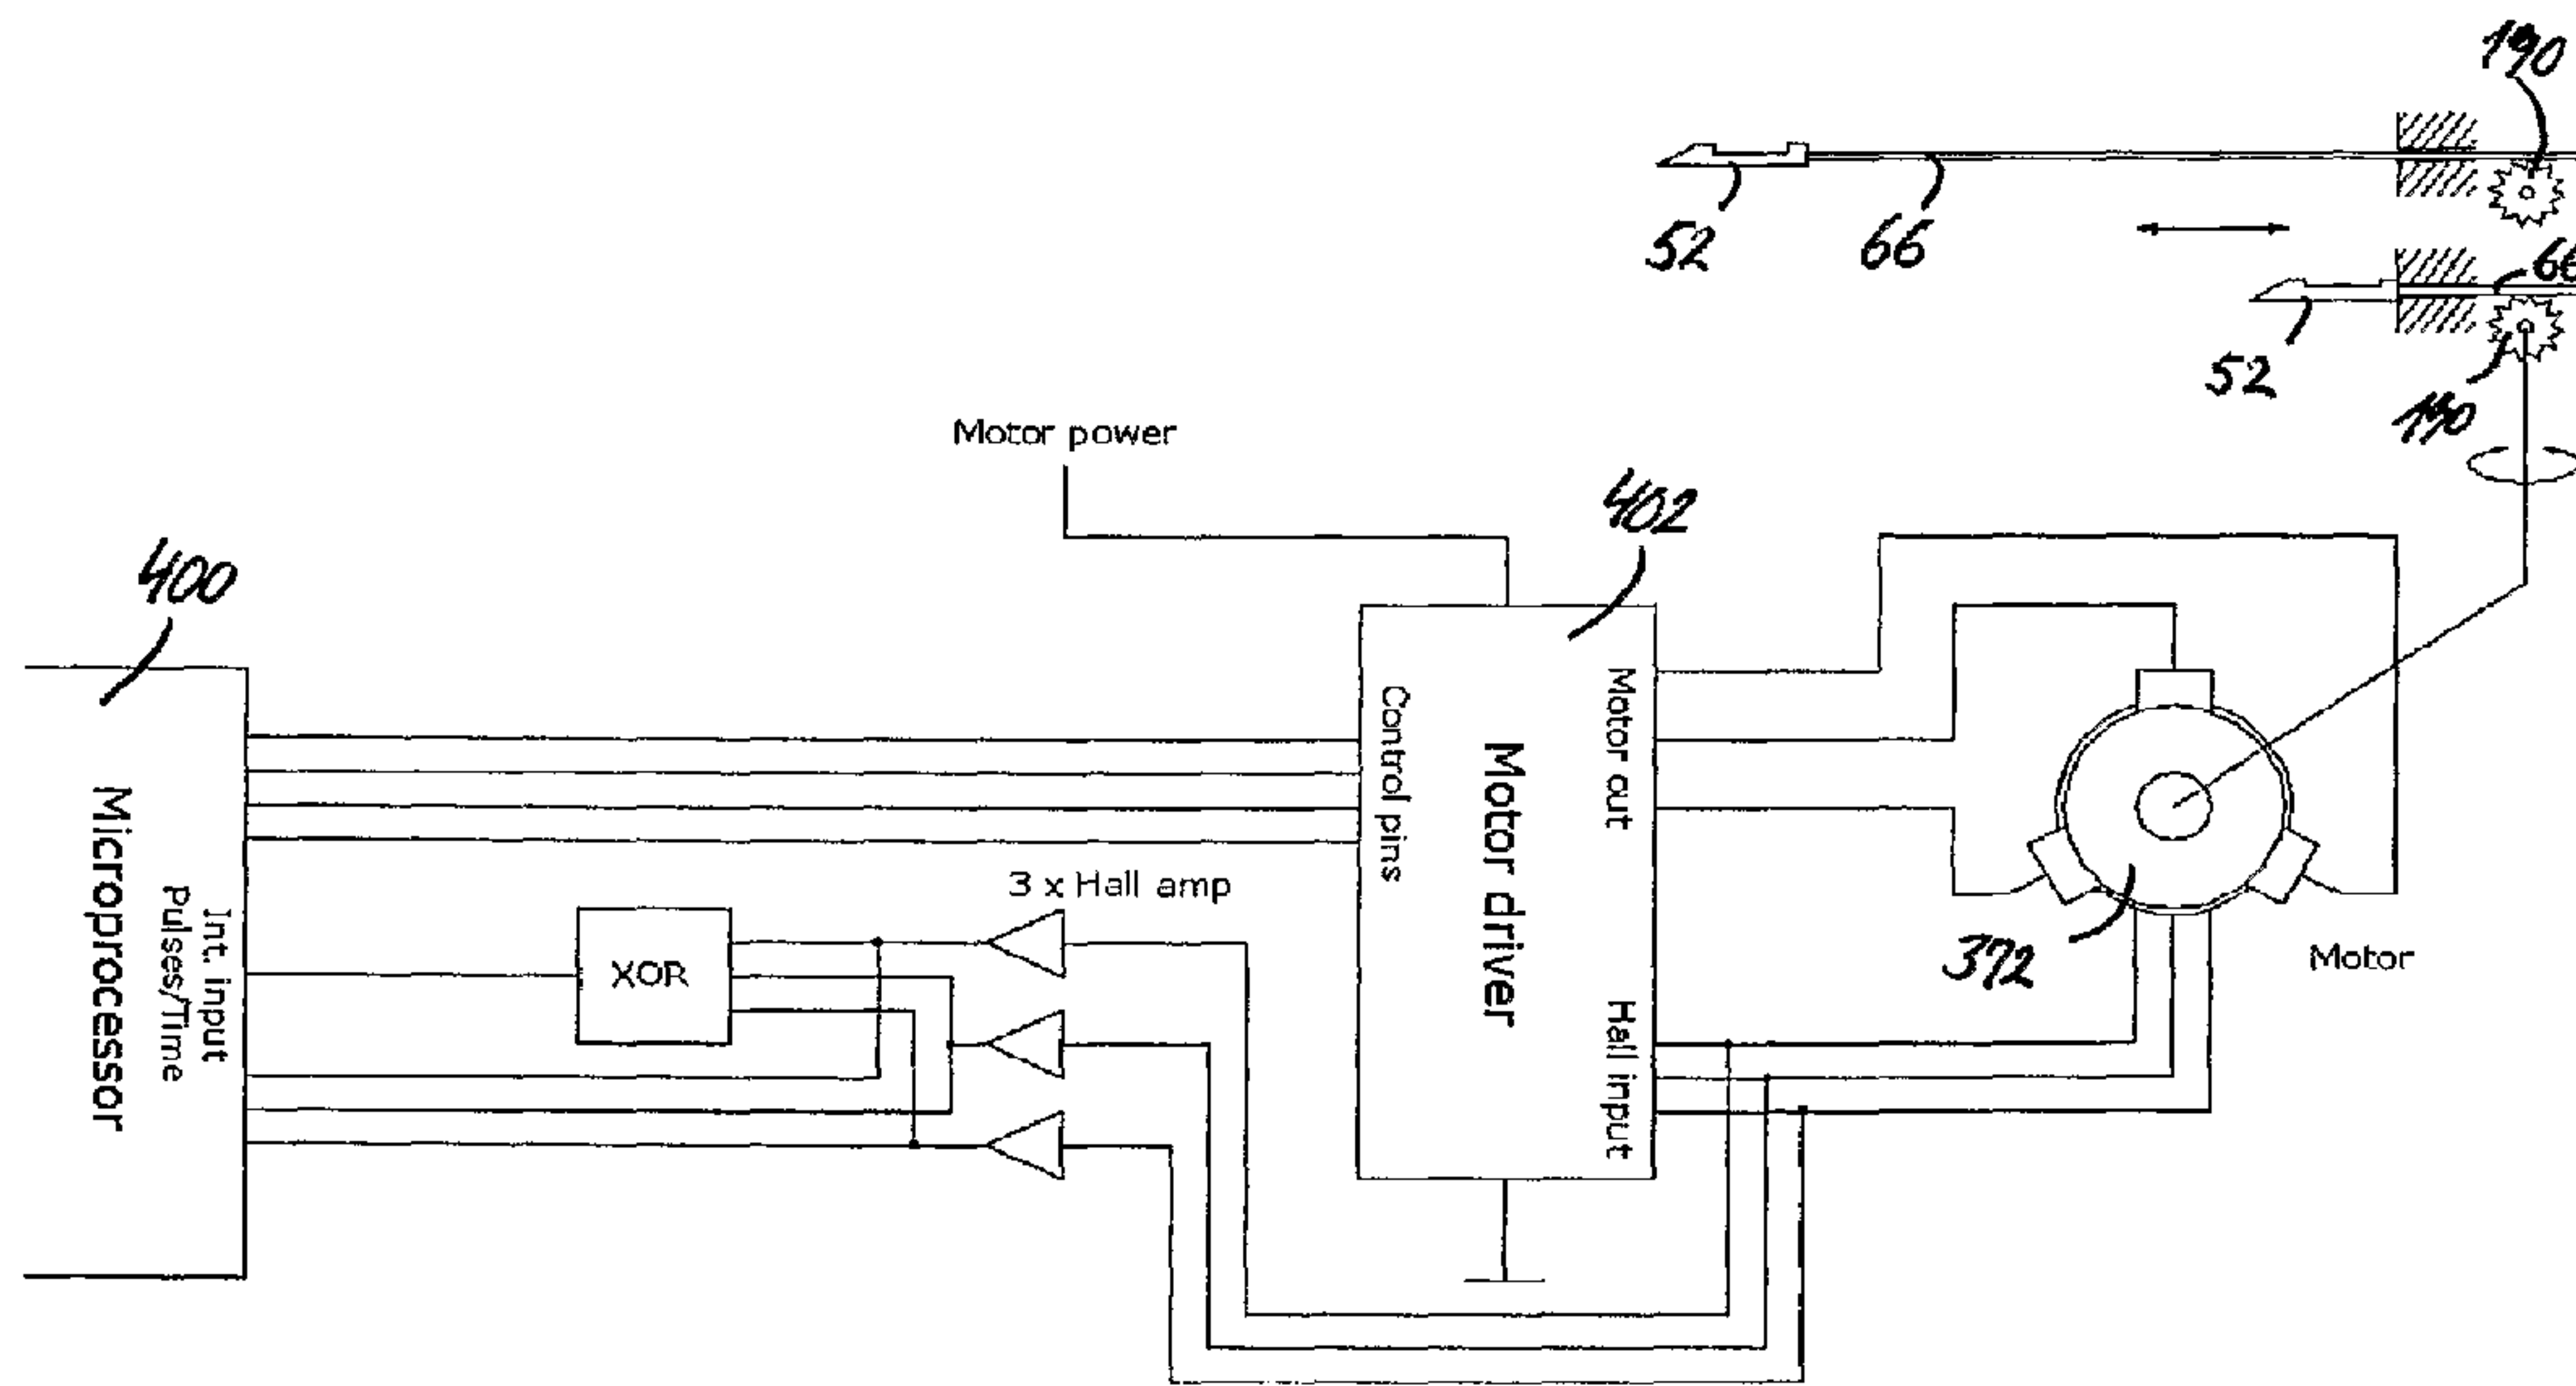 190
52
66
66
52
190
Motor power
402
400
Control pins
Motor out
Motor driver
3 x Hall amp
Microprocessor
Int. input
Pulses/Time
XOR
372
Motor
Hall input